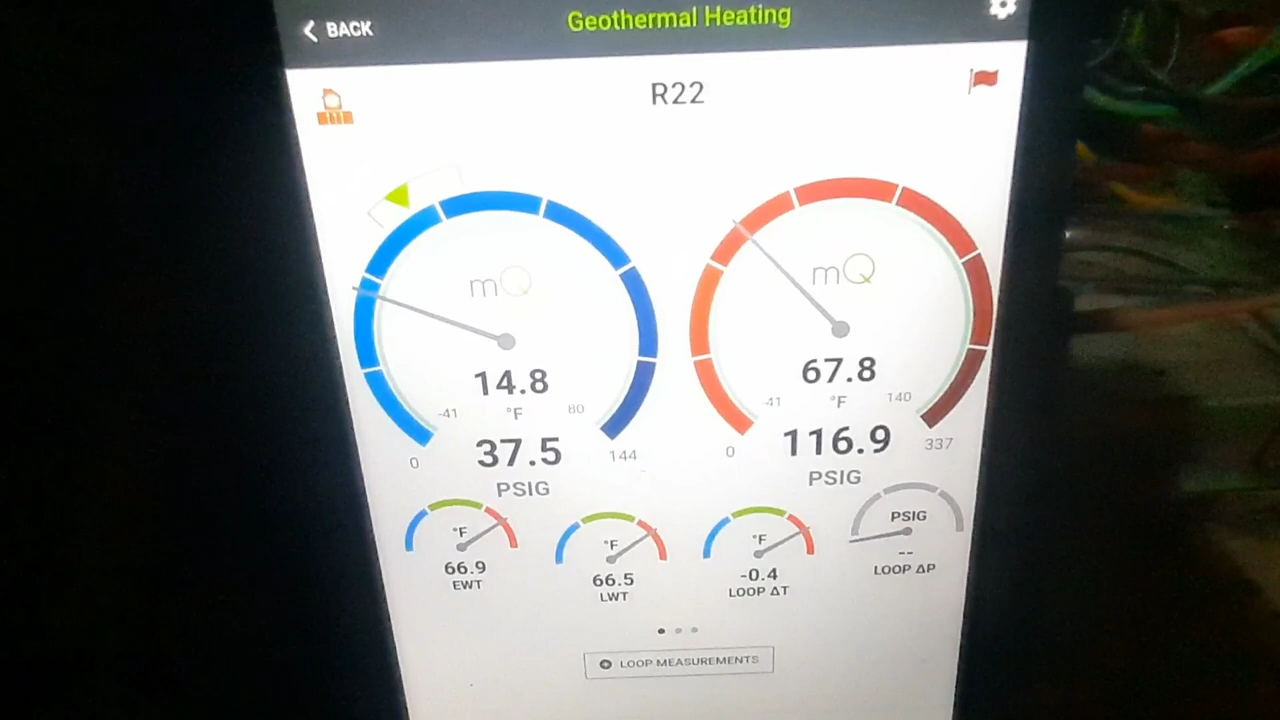 BACK
Geothermal Heating
R22
mQ
14.8
-41
°F
80
37.5
0
144
PSIG
mQ
67.8
-41
°F
140
116.9
0
337
PSIG
°F
66.9
EWT
°F
66.5
LWT
°F
-0.4
LOOP ΔT
PSIG
--
LOOP ΔP
LOOP MEASUREMENTS